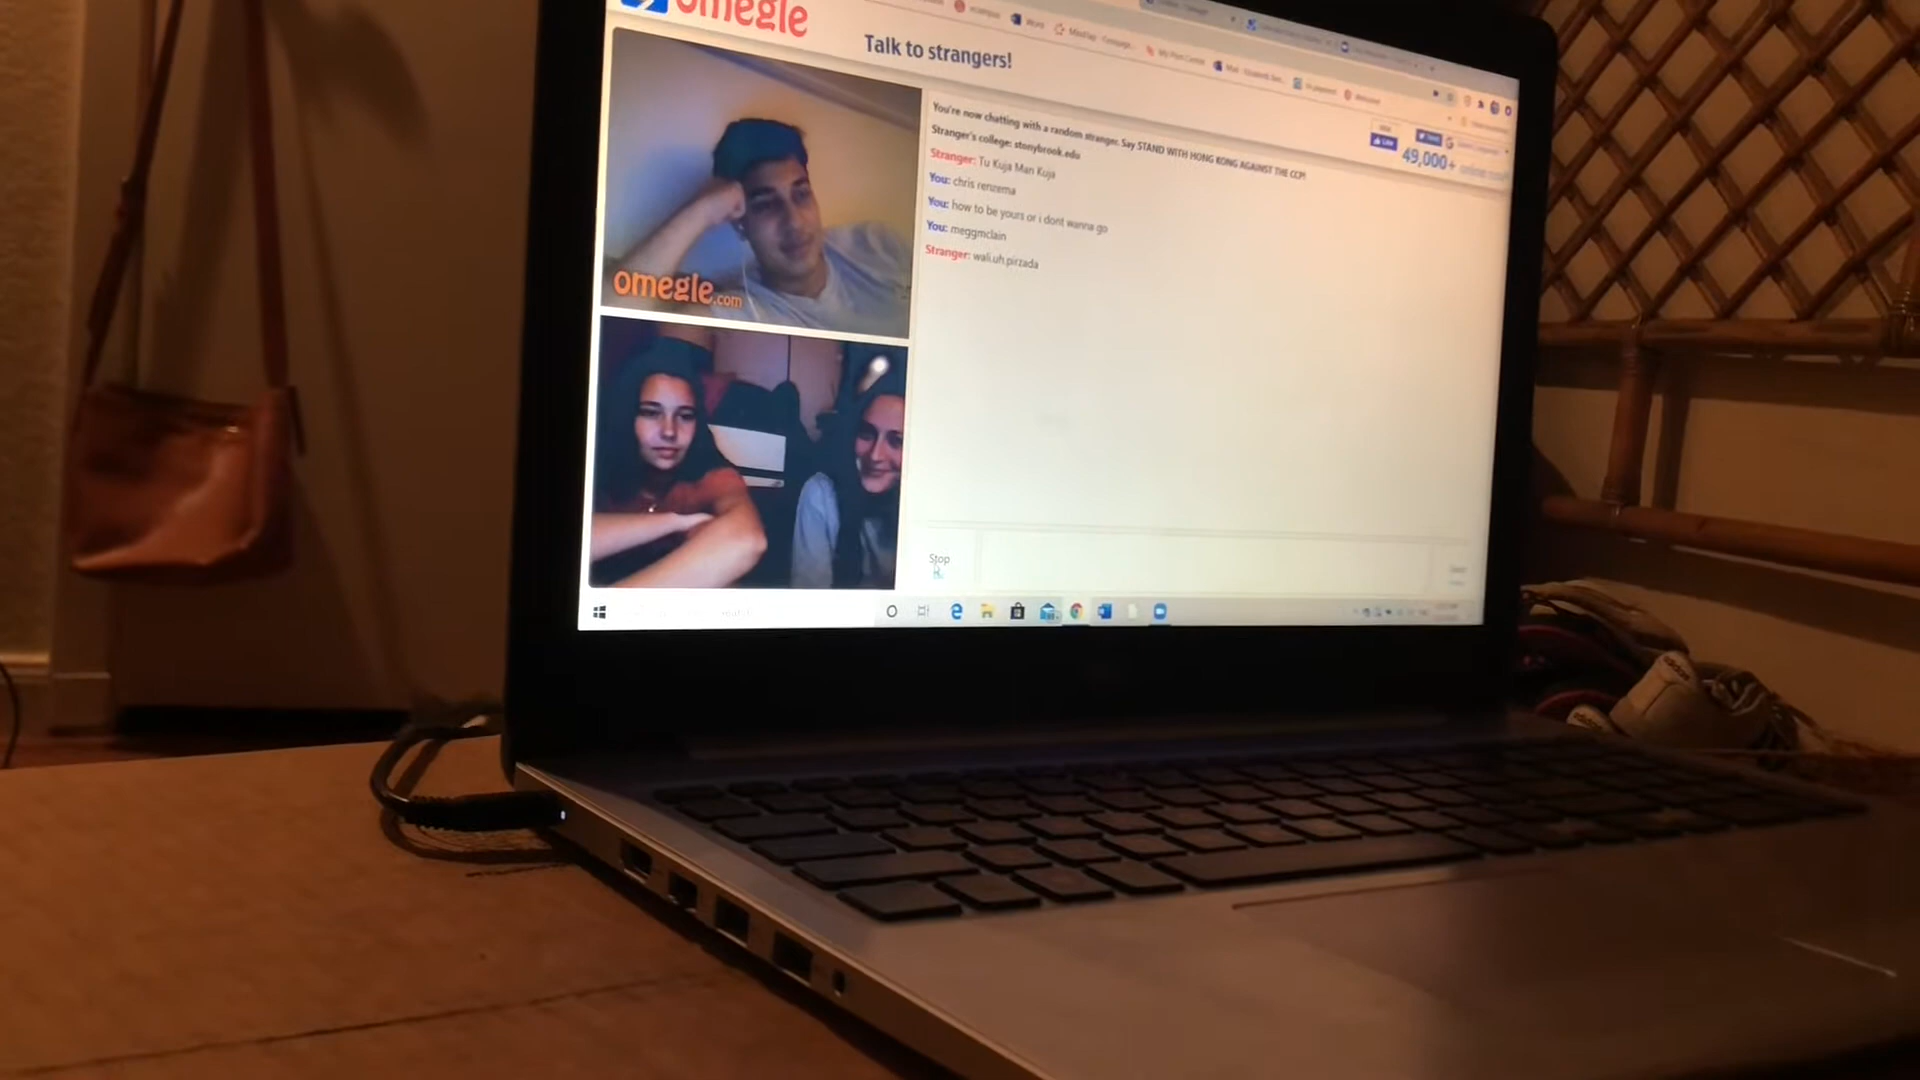 omegle
Talk to strangers!
Word
49,000+
You're now chatting with a random stranger. Say STAND WITH HONG KONG AGAINST THE CCP!
Stranger's college: stonybrook.edu
Stranger: Tu Kuja Man Kuja
You: chris renzema
You: how to be yours or i dont wanna go
You: meggmclain
Stranger: wali.uh.pirzada
omegle.com
Stop
adidas